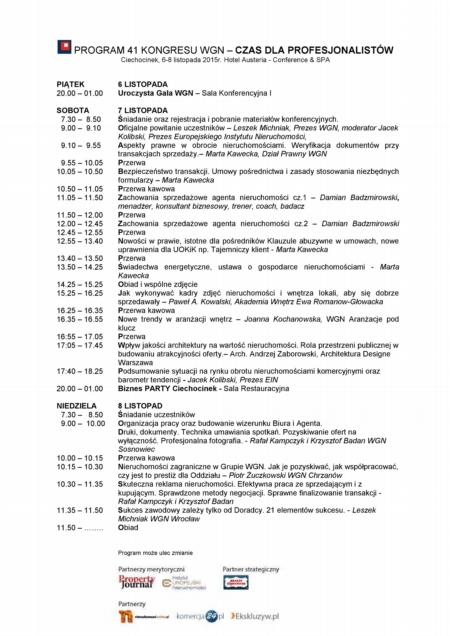 PROGRAM 41 KONGRESU WGN – CZAS DLA PROFESJONALISTÓW
Ciechocinek, 6-8 listopada 2015r. Hotel Austeria - Conference & SPA
PIĄTEK 6 LISTOPADA
20.00 – 01.00 Uroczysta Gala WGN – Sala Konferencyjna I
SOBOTA 7 LISTOPADA
7.30 – 8.50 Śniadanie oraz rejestracja i pobranie materiałów konferencyjnych.
9.00 – 9.10 Oficjalne powitanie uczestników – Leszek Michniak, Prezes WGN, moderator Jacek
Kolibski, Prezes Europejskiego Instytutu Nieruchomości,
9.10 – 9.55 Aspekty prawne w obrocie nieruchomościami. Weryfikacja dokumentów przy
transakcjach sprzedaży.– Marta Kawecka, Dział Prawny WGN
9.55 – 10.05 Przerwa
10.05 - 10.50 Bezpieczeństwo transakcji. Umowy pośrednictwa i zasady stosowania niezbędnych
formularzy – Marta Kawecka
10.50 – 11.05 Przerwa kawowa
11.05 – 11.50 Zachowania sprzedażowe agenta nieruchomości cz.1 – Damian Badzmirowski,
menadżer, konsultant biznesowy, trener, coach, badacz
11.50 – 12.00 Przerwa
12.00 – 12.45 Zachowania sprzedażowe agenta nieruchomości cz.2 – Damian Badzmirowski
12.45 – 12.55 Przerwa
12.55 – 13.40 Nowości w prawie, istotne dla pośredników Klauzule abuzywne w umowach, nowe
uprawnienia dla UOKiK np. Tajemniczy klient - Marta Kawecka
13.40 – 13.50 Przerwa
13.50 – 14.25 Świadectwa energetyczne, ustawa o gospodarce nieruchomościami - Marta
Kawecka
14.25 – 15.25 Obiad i wspólne zdjęcie
15.25 – 16.25 Jak wykonywać kadry zdjęć nieruchomości i wnętrza lokali, aby się dobrze
sprzedawały – Paweł A. Kowalski, Akademia Wnętrz Ewa Romanow-Głowacka
16.25 – 16.35 Przerwa kawowa
16.35 – 16.55 Nowe trendy w aranżacji wnętrz – Joanna Kochanowska, WGN Aranżacje pod
klucz
16:55 – 17.05 Przerwa
17:05 – 17.45 Wpływ jakości architektury na wartość nieruchomości. Rola przestrzeni publicznej w
budowaniu atrakcyjności oferty.– Arch. Andrzej Zaborowski, Architektura Designe
Warszawa
17:40 – 18.25 Podsumowanie sytuacji na rynku obrotu nieruchomościami komercyjnymi oraz
barometr tendencji - Jacek Kolibski, Prezes EIN
20.00 – 01.00 Biznes PARTY Ciechocinek - Sala Restauracyjna
NIEDZIELA 8 LISTOPAD
7.30 – 8.50 Śniadanie uczestników
9.00 – 10.00 Organizacja pracy oraz budowanie wizerunku Biura i Agenta.
Druki, dokumenty. Technika umawiania spotkań. Pozyskiwanie ofert na
wyłączność. Profesjonalna fotografia. - Rafał Kampczyk i Krzysztof Badan WGN
Sosnowiec
10.00 – 10.15 Przerwa kawowa
10.15 – 10.30 Nieruchomości zagraniczne w Grupie WGN. Jak je pozyskiwać, jak współpracować,
czy jest to prestiż dla Oddziału – Piotr Żuczkowski WGN Chrzanów
10.30 – 11.35 Skuteczna reklama nieruchomości. Efektywna praca ze sprzedającym i z
kupującym. Sprawdzone metody negocjacji. Sprawne finalizowanie transakcji -
Rafał Kampczyk i Krzysztof Badan
11.35 – 11.50 Sukces zawodowy zależy tylko od Doradcy. 21 elementów sukcesu. - Leszek
Michniak WGN Wrocław
11.50 – ........ Obiad
Program może ulec zmianie
Partnerzy merytoryczni Partner strategiczny
Property Journal Instytut EUROPEJSKI Nieruchomości
Partnerzy
komercja24.pl Ekskluzyw.pl